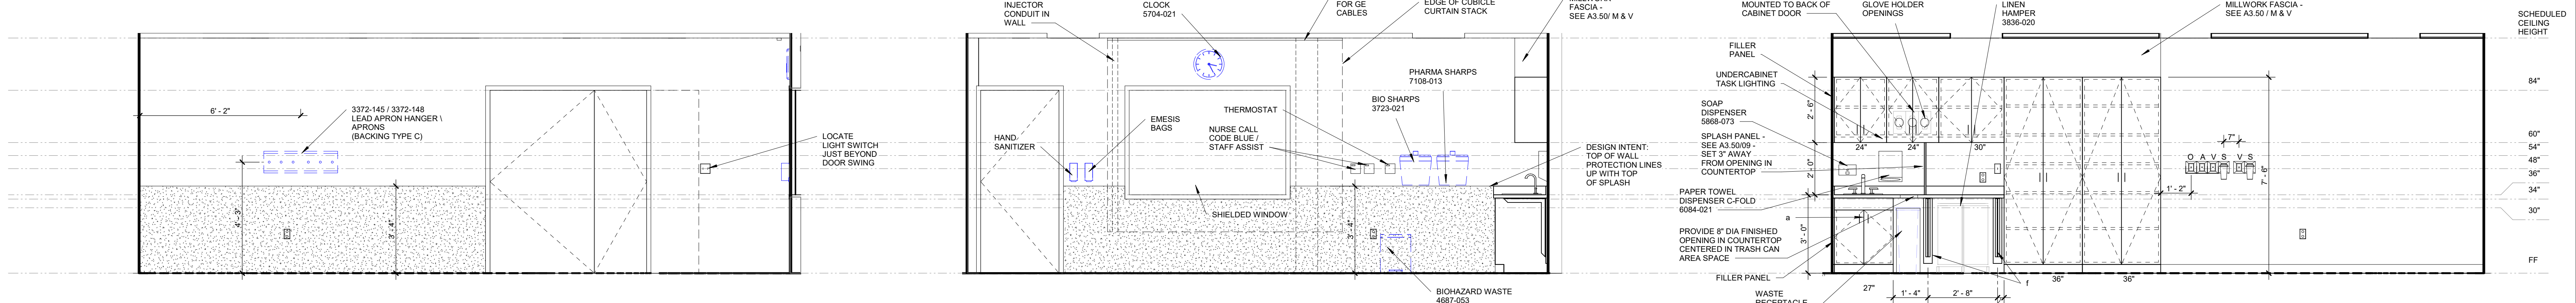 6' - 2"
3372-145 / 3372-148
LEAD APRON HANGER \
APRONS
(BACKING TYPE C)
4' - 3"
3' - 4"
LOCATE
LIGHT SWITCH
JUST BEYOND
DOOR SWING
INJECTOR
CONDUIT IN
WALL
CLOCK
5704-021
FOR GE
CABLES
EDGE OF CUBICLE
CURTAIN STACK
FASCIA -
SEE A3.50/ M & V
HAND
SANITIZER
EMESIS
BAGS
THERMOSTAT
NURSE CALL
CODE BLUE /
STAFF ASSIST
BIO SHARPS
3723-021
PHARMA SHARPS
7108-013
SHIELDED WINDOW
3' - 4"
BIOHAZARD WASTE
4687-053
DESIGN INTENT:
TOP OF WALL
PROTECTION LINES
UP WITH TOP
OF SPLASH
MOUNTED TO BACK OF
CABINET DOOR
GLOVE HOLDER
OPENINGS
LINEN
HAMPER
3836-020
MILLWORK FASCIA -
SEE A3.50 / M & V
FILLER
PANEL
UNDERCABINET
TASK LIGHTING
SOAP
DISPENSER
5868-073
SPLASH PANEL -
SEE A3.50/09 -
SET 3" AWAY
FROM OPENING IN
COUNTERTOP
PAPER TOWEL
DISPENSER C-FOLD
6084-021
a
PROVIDE 8" DIA FINISHED
OPENING IN COUNTERTOP
CENTERED IN TRASH CAN
AREA SPACE
FILLER PANEL
WASTE
RECEPTACLE
2' - 6"
2' - 0"
3' - 0"
24"
24"
30"
27"
1' - 4"
2' - 8"
f
36"
36"
7"
O A V S V S
1' - 2"
7' - 6"
SCHEDULED
CEILING
HEIGHT
84"
60"
54"
48"
36"
34"
30"
FF